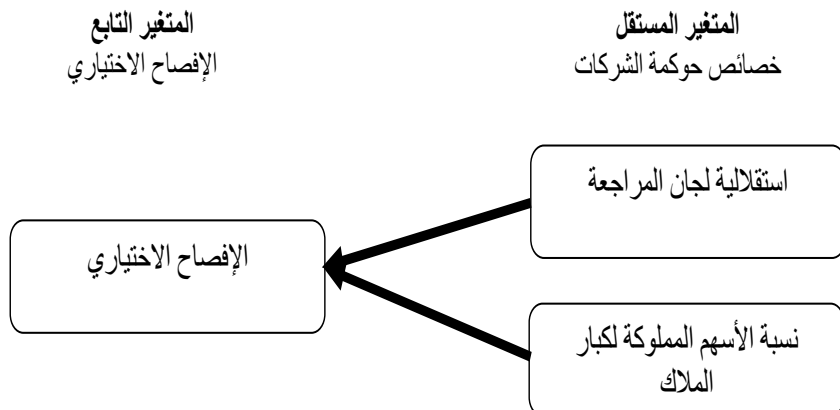 المتغير المستقل
خصائص حوكمة الشركات
المتغير التابع
الإفصاح الاختياري
استقلالية لجان المراجعة
الإفصاح الاختياري
نسبة الأسهم المملوكة لكبار
الملاك